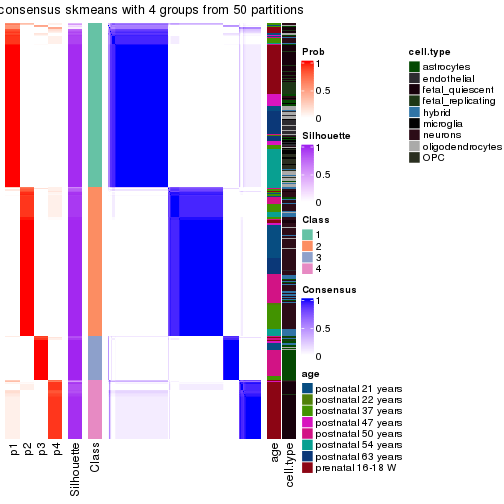 consensus skmeans with 4 groups from 50 partitions
Prob
1
0.5
0
Silhouette
1
0.5
0
Class
1
2
3
4
Consensus
1
0.5
0
age
postnatal 21 years
postnatal 22 years
postnatal 37 years
postnatal 47 years
postnatal 50 years
postnatal 54 years
postnatal 63 years
prenatal 16-18 W
cell.type
astrocytes
endothelial
fetal_quiescent
fetal_replicating
hybrid
microglia
neurons
oligodendrocytes
OPC
p1
p2
p3
p4
Silhouette
Class
age
cell.type